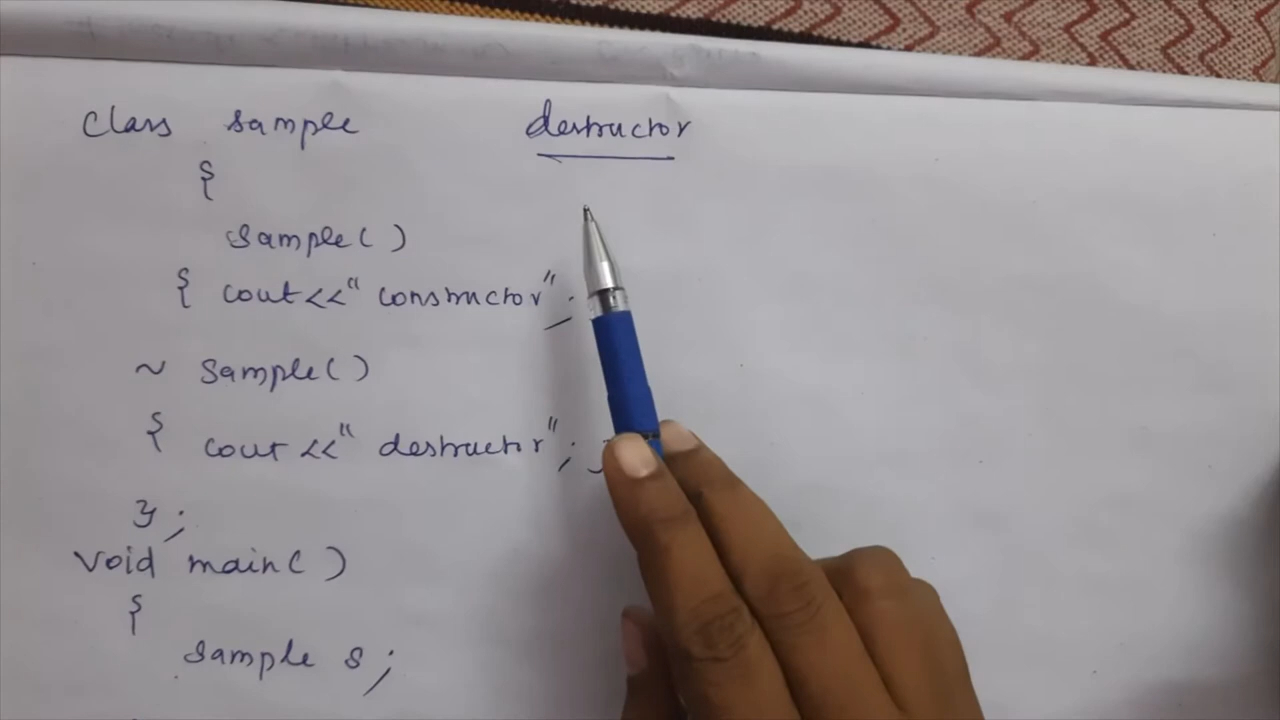 class sample destructor
{
sample()
{ cout<<"constructor";
~ sample()
{ cout<<"destructor"; }
};
void main()
{
sample s;